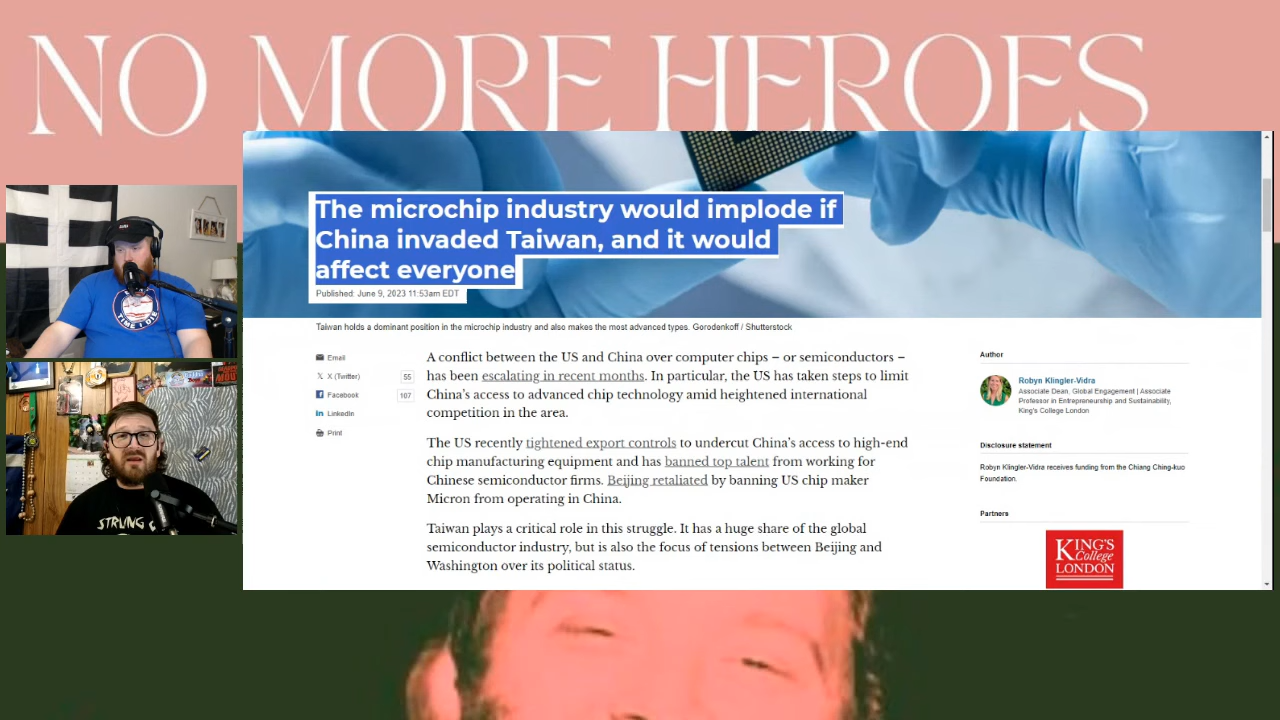 NO MORE HEROES
The microchip industry would implode if
China invaded Taiwan, and it would
affect everyone
Published: June 9, 2023 11:53am EDT
Taiwan holds a dominant position in the microchip industry and also makes the most advanced types. Gorodenkoff / Shutterstock
Email
X (Twitter) 55
Facebook 107
LinkedIn
Print
A conflict between the US and China over computer chips – or semiconductors –
has been escalating in recent months. In particular, the US has taken steps to limit
China's access to advanced chip technology amid heightened international
competition in the area.
The US recently tightened export controls to undercut China's access to high-end
chip manufacturing equipment and has banned top talent from working for
Chinese semiconductor firms. Beijing retaliated by banning US chip maker
Micron from operating in China.
Taiwan plays a critical role in this struggle. It has a huge share of the global
semiconductor industry, but is also the focus of tensions between Beijing and
Washington over its political status.
Author
Robyn Klingler-Vidra
Associate Dean, Global Engagement | Associate
Professor in Entrepreneurship and Sustainability,
King's College London
Disclosure statement
Robyn Klingler-Vidra receives funding from the Chiang Ching-kuo
Foundation.
Partners
KING'S
College
LONDON
TIME TO DIE
STRUNG